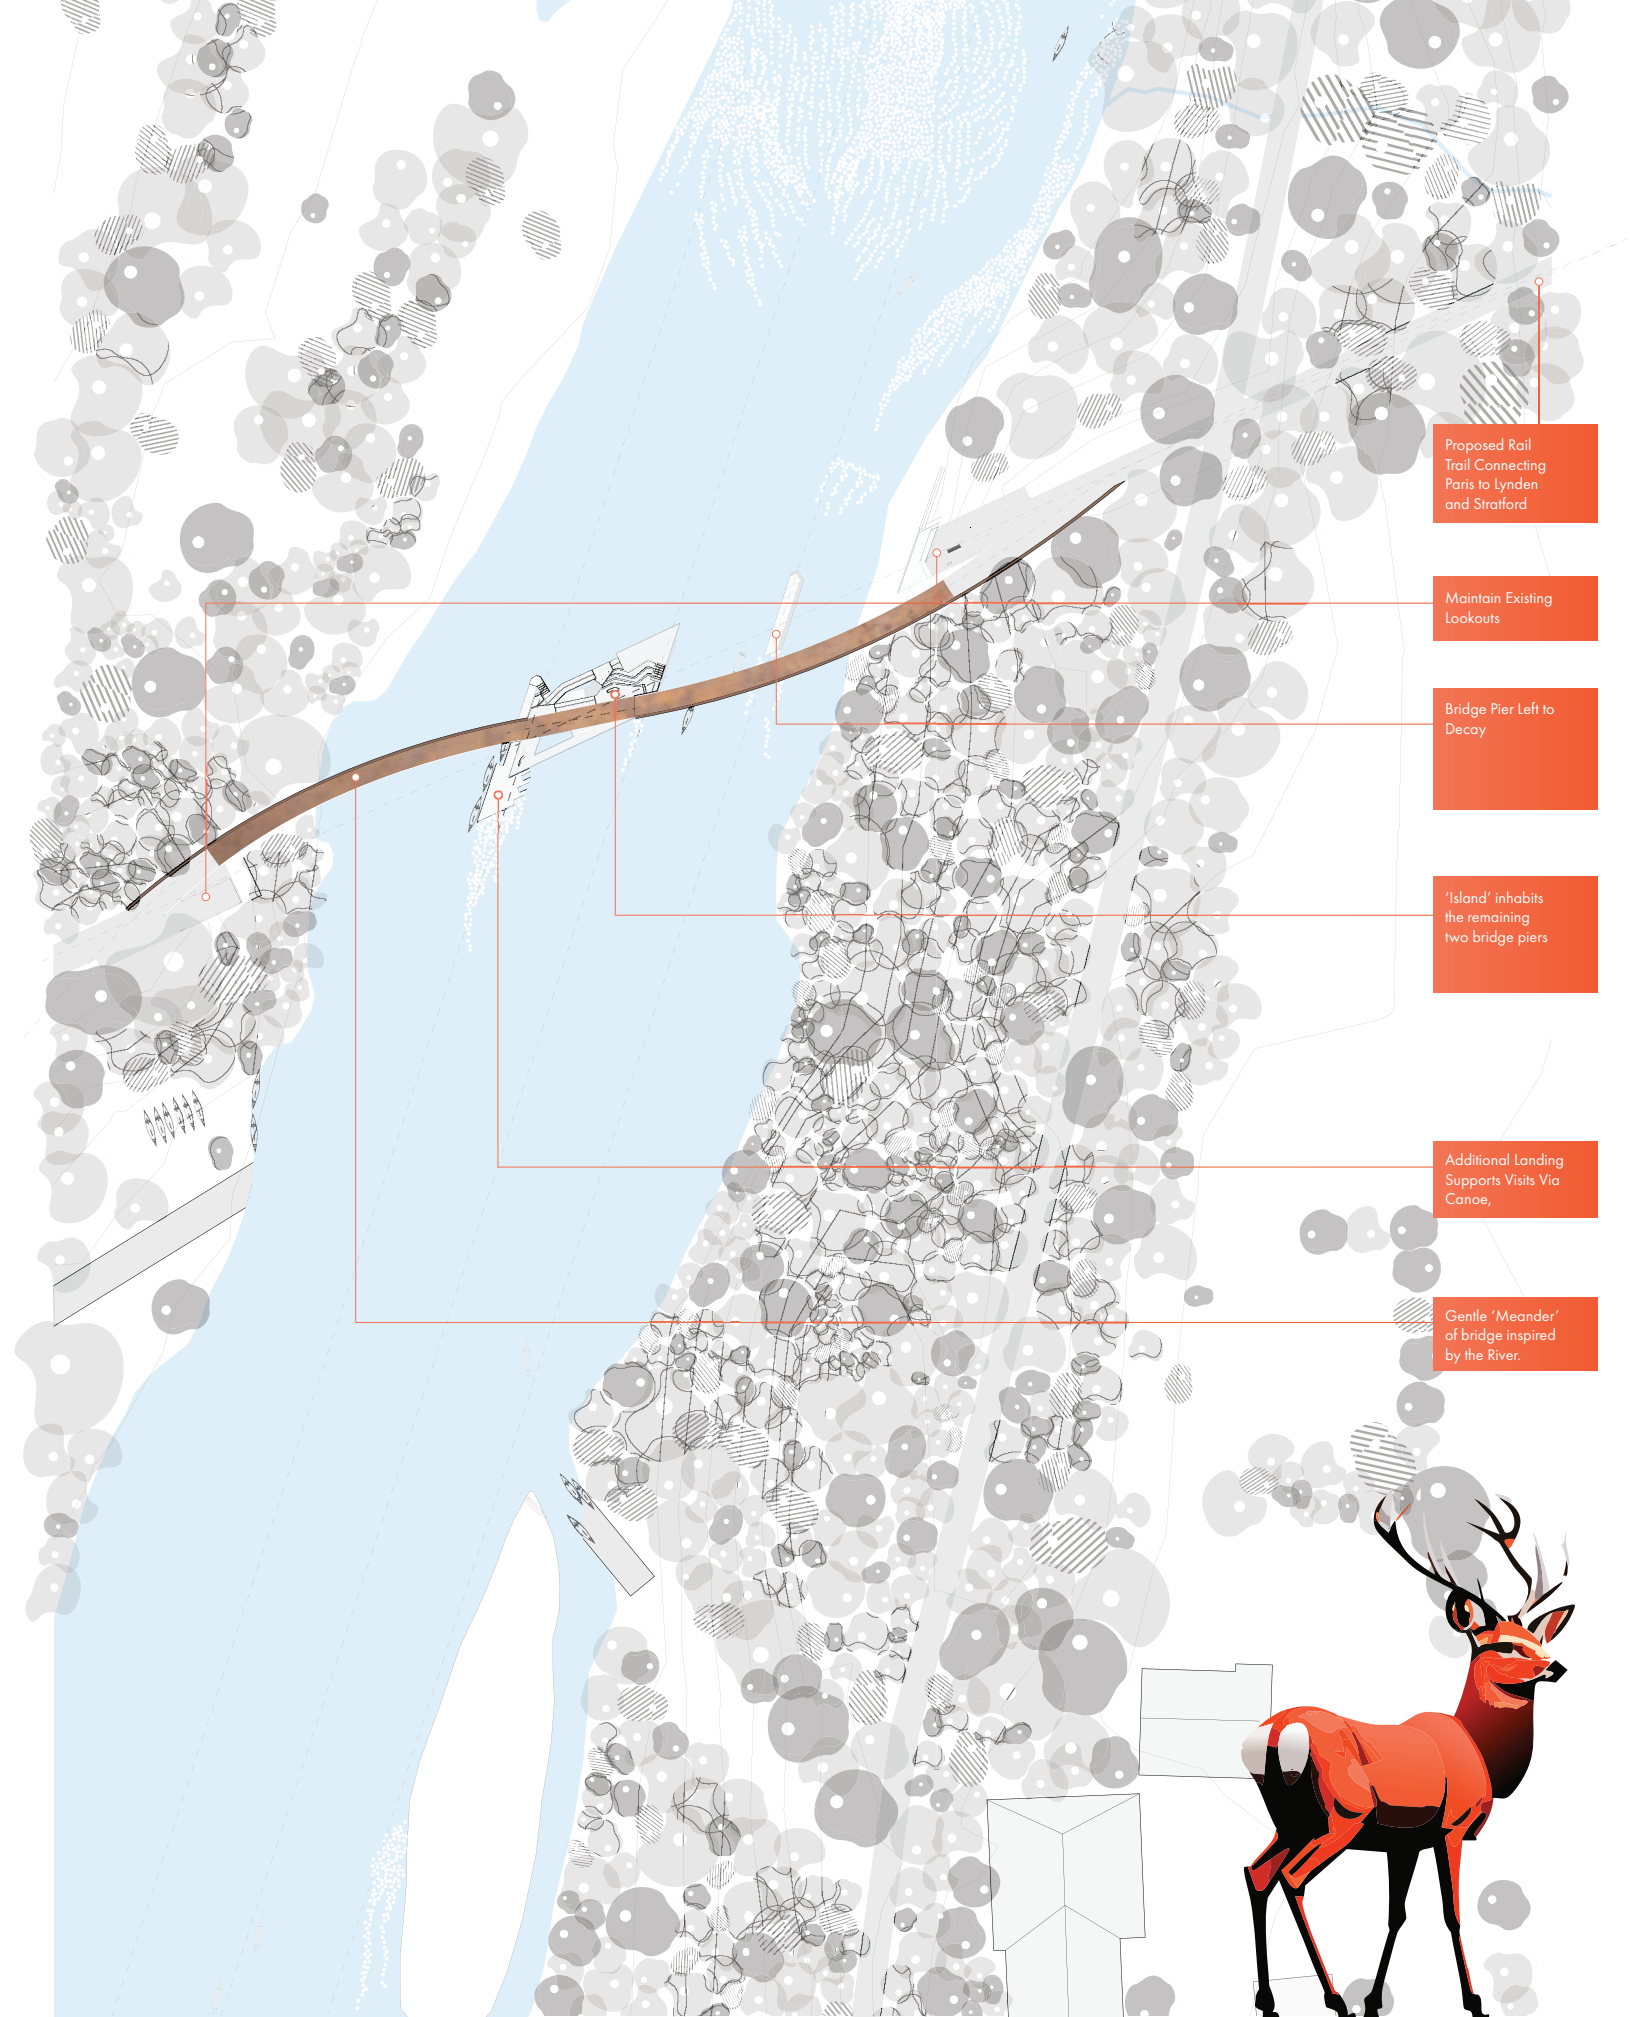 Proposed Rail
Trail Connecting
Paris to Lynden
and Stratford
Maintain Existing
Lookouts
Bridge Pier Left to
Decay
‘Island’ inhabits
the remaining
two bridge piers
Additional Landing
Supports Visits Via
Canoe,
Gentle ‘Meander’
of bridge inspired
by the River.